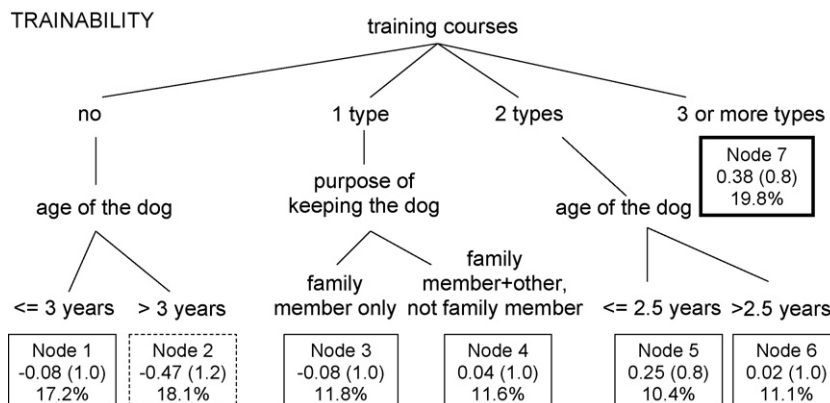 TRAINABILITY
training courses
no
1 type
2 types
3 or more types
Node 7
0.38 (0.8)
19.8%
age of the dog
purpose of
keeping the dog
age of the dog
<= 3 years
> 3 years
family
member only
family
member+other,
not family member
<= 2.5 years
>2.5 years
Node 1
-0.08 (1.0)
17.2%
Node 2
-0.47 (1.2)
18.1%
Node 3
-0.08 (1.0)
11.8%
Node 4
0.04 (1.0)
11.6%
Node 5
0.25 (0.8)
10.4%
Node 6
0.02 (1.0)
11.1%